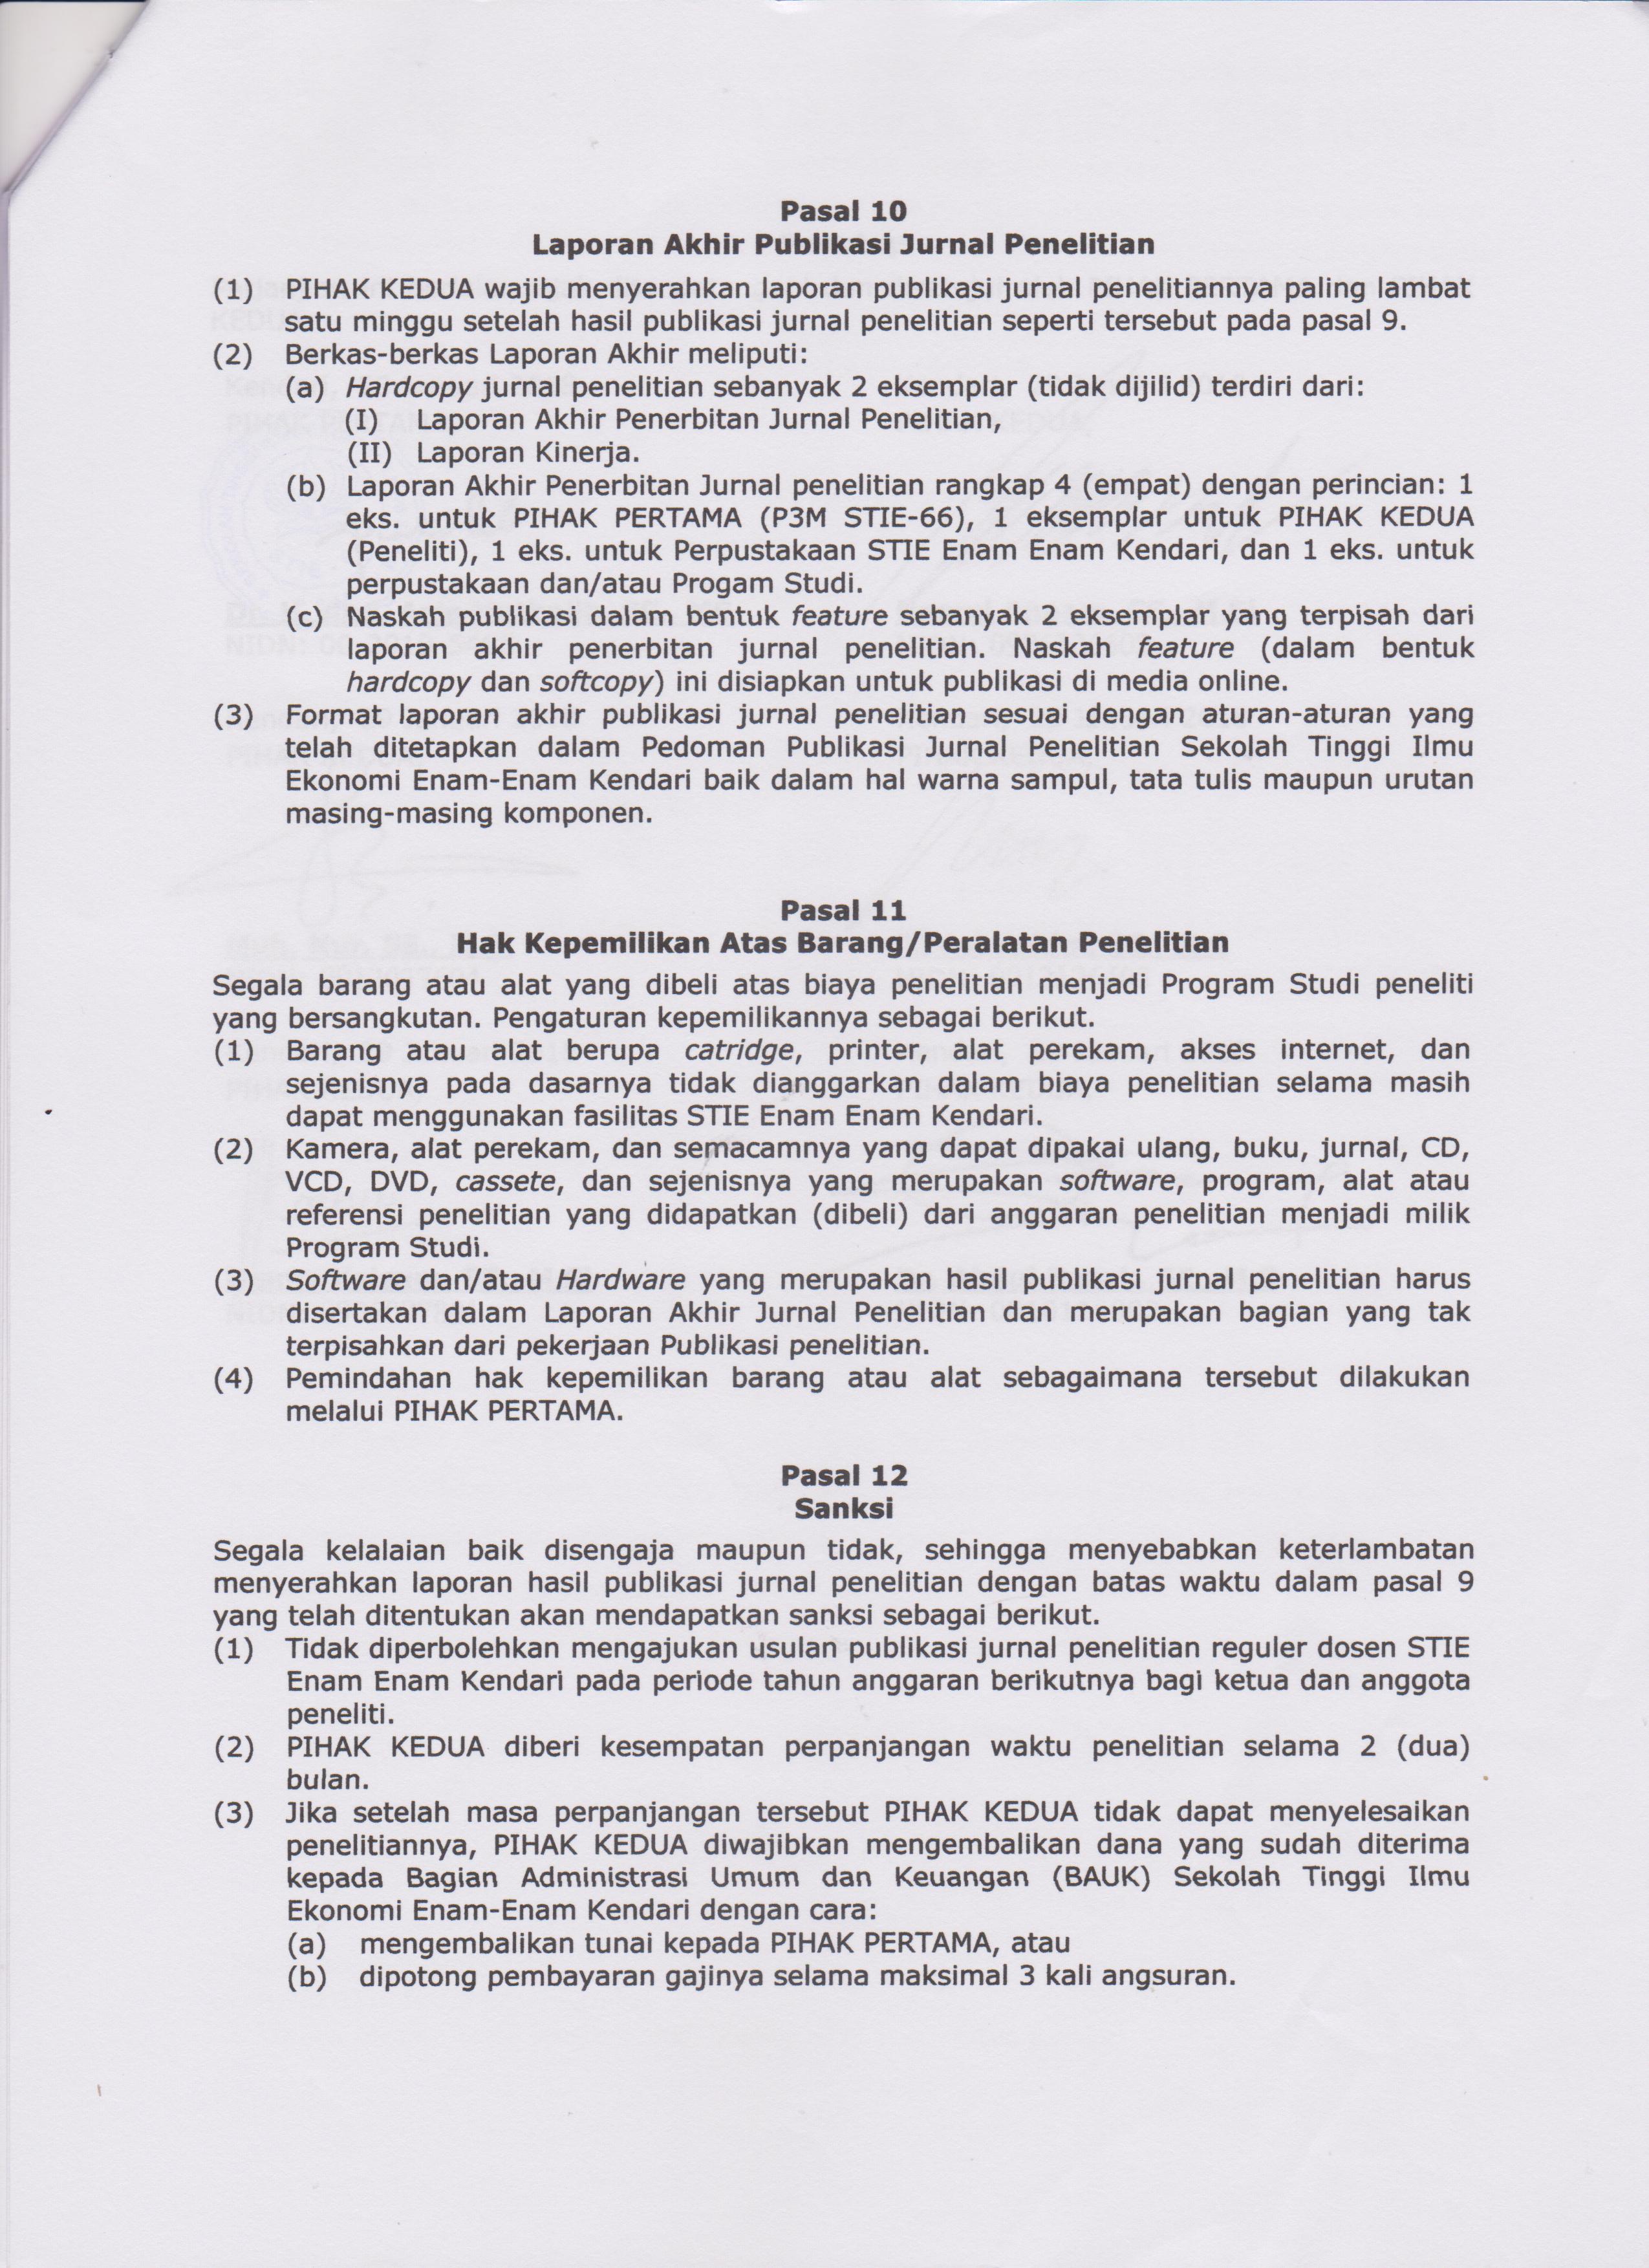 Pasal 10
Laporan Akhir Publikasi Jurnal Penelitian
(1) PIHAK KEDUA wajib menyerahkan laporan publikasi jurnal penelitiannya paling lambat
satu minggu setelah hasil publikasi jurnal penelitian seperti tersebut pada pasal 9.
(2) Berkas-berkas Laporan Akhir meliputi:
(a) Hardcopy jurnal penelitian sebanyak 2 eksemplar (tidak dijilid) terdiri dari:
(I) Laporan Akhir Penerbitan Jurnal Penelitian,
(II) Laporan Kinerja.
(b) Laporan Akhir Penerbitan Jurnal penelitian rangkap 4 (empat) dengan perincian: 1
eks. untuk PIHAK PERTAMA (P3M STIE-66), 1 eksemplar untuk PIHAK KEDUA
(Peneliti), 1 eks. untuk Perpustakaan STIE Enam Enam Kendari, dan 1 eks. untuk
perpustakaan dan/atau Progam Studi.
(c) Naskah publikasi dalam bentuk feature sebanyak 2 eksemplar yang terpisah dari
laporan akhir penerbitan jurnal penelitian. Naskah feature (dalam bentuk
hardcopy dan softcopy) ini disiapkan untuk publikasi di media online.
(3) Format laporan akhir publikasi jurnal penelitian sesuai dengan aturan-aturan yang
telah ditetapkan dalam Pedoman Publikasi Jurnal Penelitian Sekolah Tinggi Ilmu
Ekonomi Enam-Enam Kendari baik dalam hal warna sampul, tata tulis maupun urutan
masing-masing komponen.
Pasal 11
Hak Kepemilikan Atas Barang/Peralatan Penelitian
Segala barang atau alat yang dibeli atas biaya penelitian menjadi Program Studi peneliti
yang bersangkutan. Pengaturan kepemilikannya sebagai berikut.
(1) Barang atau alat berupa catridge, printer, alat perekam, akses internet, dan
sejenisnya pada dasarnya tidak dianggarkan dalam biaya penelitian selama masih
dapat menggunakan fasilitas STIE Enam Enam Kendari.
(2) Kamera, alat perekam, dan semacamnya yang dapat dipakai ulang, buku, jurnal, CD,
VCD, DVD, cassete, dan sejenisnya yang merupakan software, program, alat atau
referensi penelitian yang didapatkan (dibeli) dari anggaran penelitian menjadi milik
Program Studi.
(3) Software dan/atau Hardware yang merupakan hasil publikasi jurnal penelitian harus
disertakan dalam Laporan Akhir Jurnal Penelitian dan merupakan bagian yang tak
terpisahkan dari pekerjaan Publikasi penelitian.
(4) Pemindahan hak kepemilikan barang atau alat sebagaimana tersebut dilakukan
melalui PIHAK PERTAMA.
Pasal 12
Sanksi
Segala kelalaian baik disengaja maupun tidak, sehingga menyebabkan keterlambatan
menyerahkan laporan hasil publikasi jurnal penelitian dengan batas waktu dalam pasal 9
yang telah ditentukan akan mendapatkan sanksi sebagai berikut.
(1) Tidak diperbolehkan mengajukan usulan publikasi jurnal penelitian reguler dosen STIE
Enam Enam Kendari pada periode tahun anggaran berikutnya bagi ketua dan anggota
peneliti.
(2) PIHAK KEDUA diberi kesempatan perpanjangan waktu penelitian selama 2 (dua)
bulan.
(3) Jika setelah masa perpanjangan tersebut PIHAK KEDUA tidak dapat menyelesaikan
penelitiannya, PIHAK KEDUA diwajibkan mengembalikan dana yang sudah diterima
kepada Bagian Administrasi Umum dan Keuangan (BAUK) Sekolah Tinggi Ilmu
Ekonomi Enam-Enam Kendari dengan cara:
(a) mengembalikan tunai kepada PIHAK PERTAMA, atau
(b) dipotong pembayaran gajinya selama maksimal 3 kali angsuran.